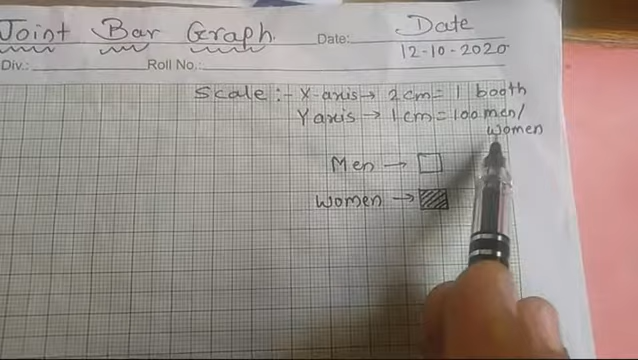 Joint Bar Graph. Date: Date
12-10-2020
Div.: Roll No.:
Scale :- X-axis → 2cm = 1 booth
Y axis → 1cm = 100 men/
women
Men →
Women →